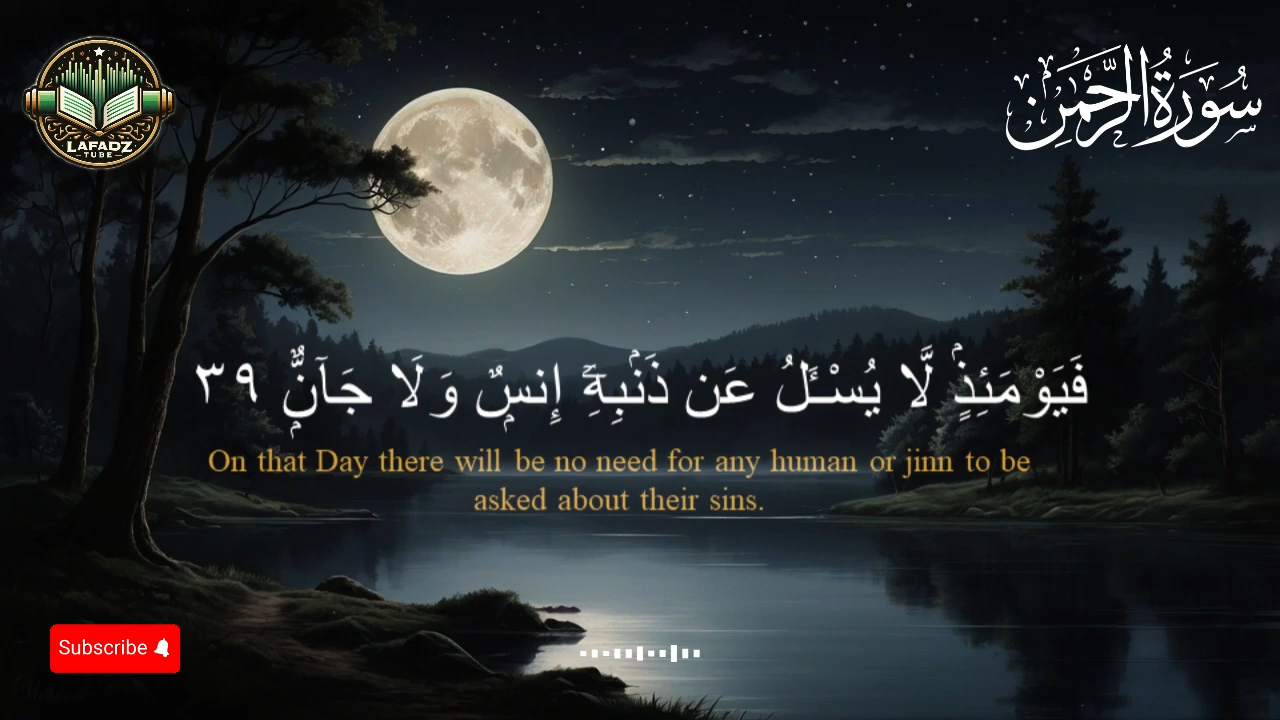 LAFADZ
TUBE
سُورَةُ الرَّحْمٰن
فَيَوْمَئِذٍۢ لَّا يُسْـَٔلُ عَن ذَنۢبِهِۦٓ إِنسٌۭ وَلَا جَآنٌّۭ ٣٩
On that Day there will be no need for any human or jinn to be
asked about their sins.
Subscribe